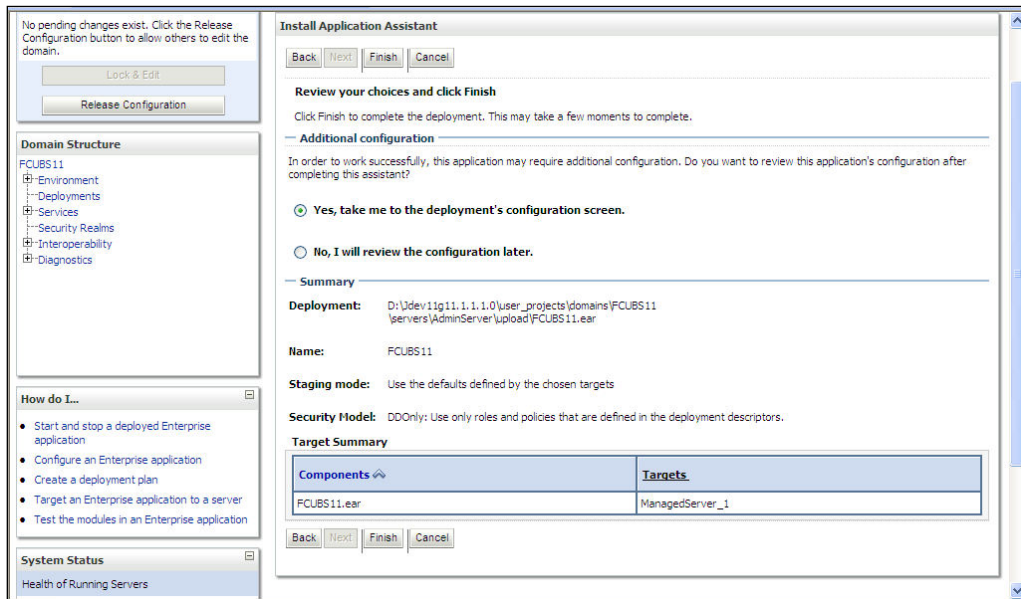 No pending changes exist. Click the Release
Configuration button to allow others to edit the
domain.
Lock & Edit
Release Configuration
Domain Structure
FCUBS11
Environment
Deployments
Services
Security Realms
Interoperability
Diagnostics
How do I...
Start and stop a deployed Enterprise
application
Configure an Enterprise application
Create a deployment plan
Target an Enterprise application to a server
Test the modules in an Enterprise application
System Status
Health of Running Servers
Install Application Assistant
Back Next Finish Cancel
Review your choices and click Finish
Click Finish to complete the deployment. This may take a few moments to complete.
Additional configuration
In order to work successfully, this application may require additional configuration. Do you want to review this application's configuration after
completing this assistant?
Yes, take me to the deployment's configuration screen.
No, I will review the configuration later.
Summary
Deployment: D:\Jdev11g11.1.1.1.0\user_projects\domains\FCUBS11
\servers\AdminServer\upload\FCUBS11.ear
Name: FCUBS11
Staging mode: Use the defaults defined by the chosen targets
Security Model: DDOnly: Use only roles and policies that are defined in the deployment descriptors.
Target Summary
Components Targets
FCUBS11.ear ManagedServer_1
Back Next Finish Cancel